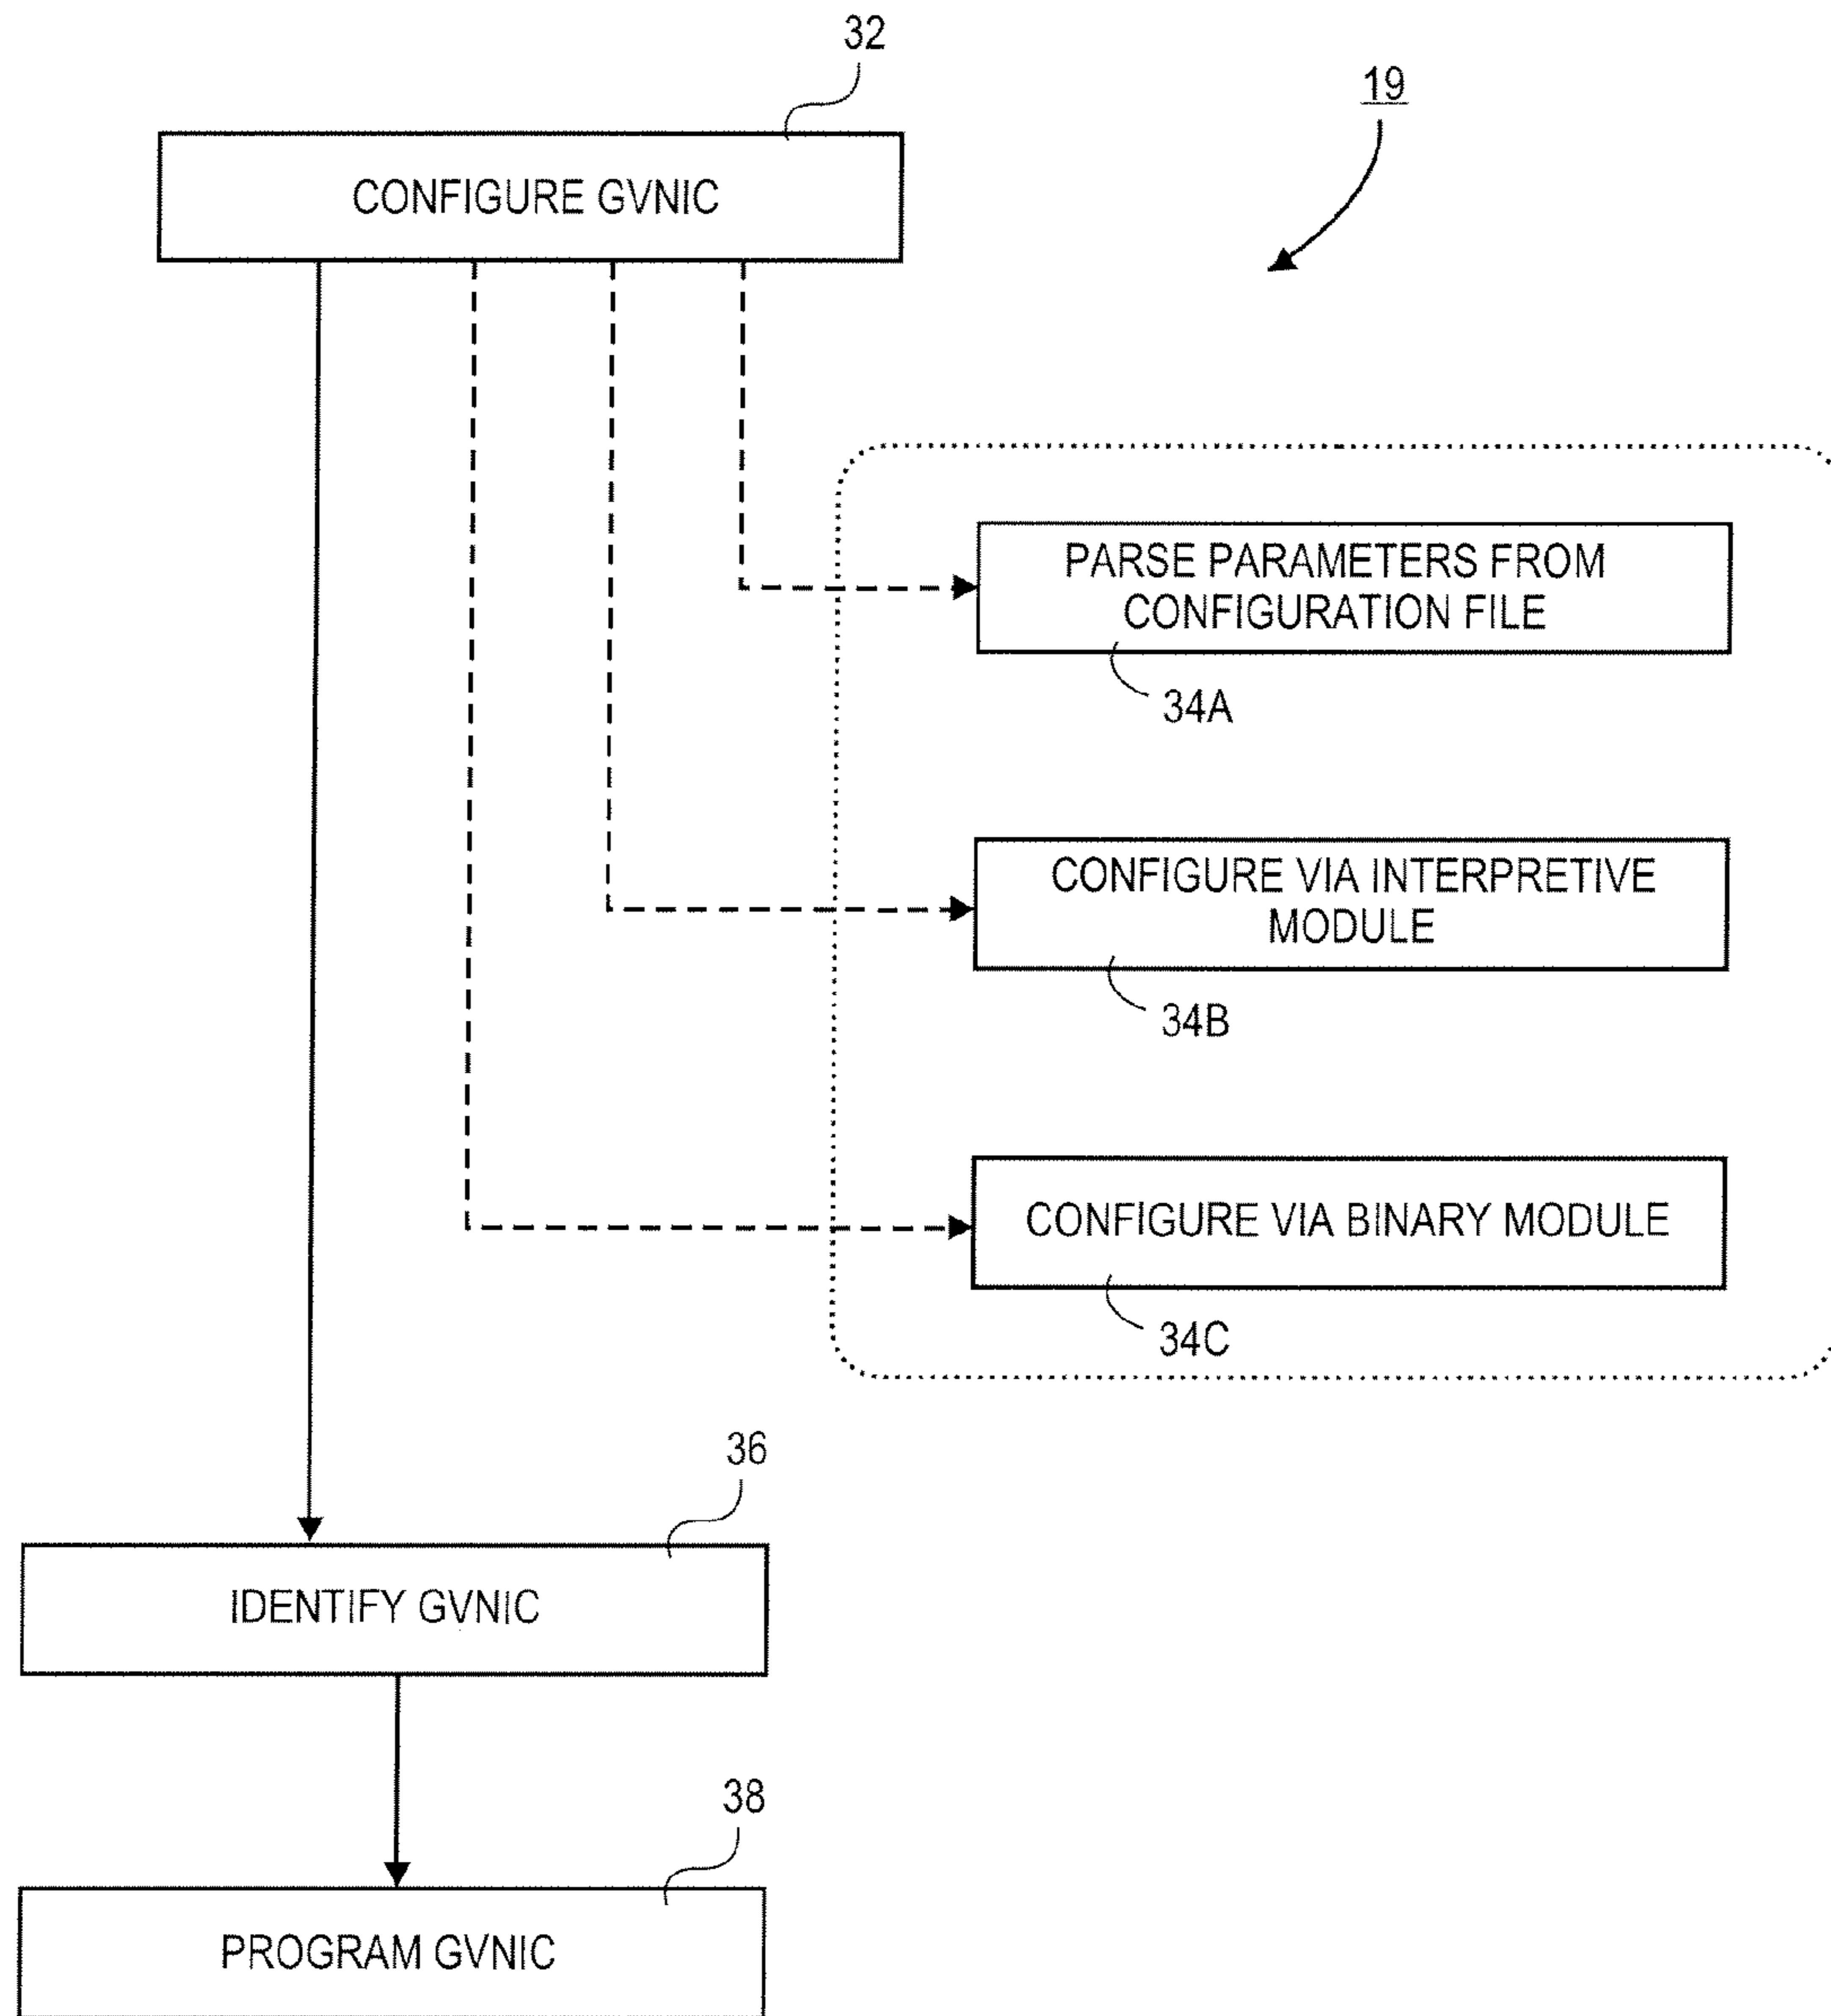 32
19
CONFIGURE GVNIC
PARSE PARAMETERS FROM
CONFIGURATION FILE
34A
CONFIGURE VIA INTERPRETIVE
MODULE
34B
CONFIGURE VIA BINARY MODULE
34C
36
IDENTIFY GVNIC
38
PROGRAM GVNIC